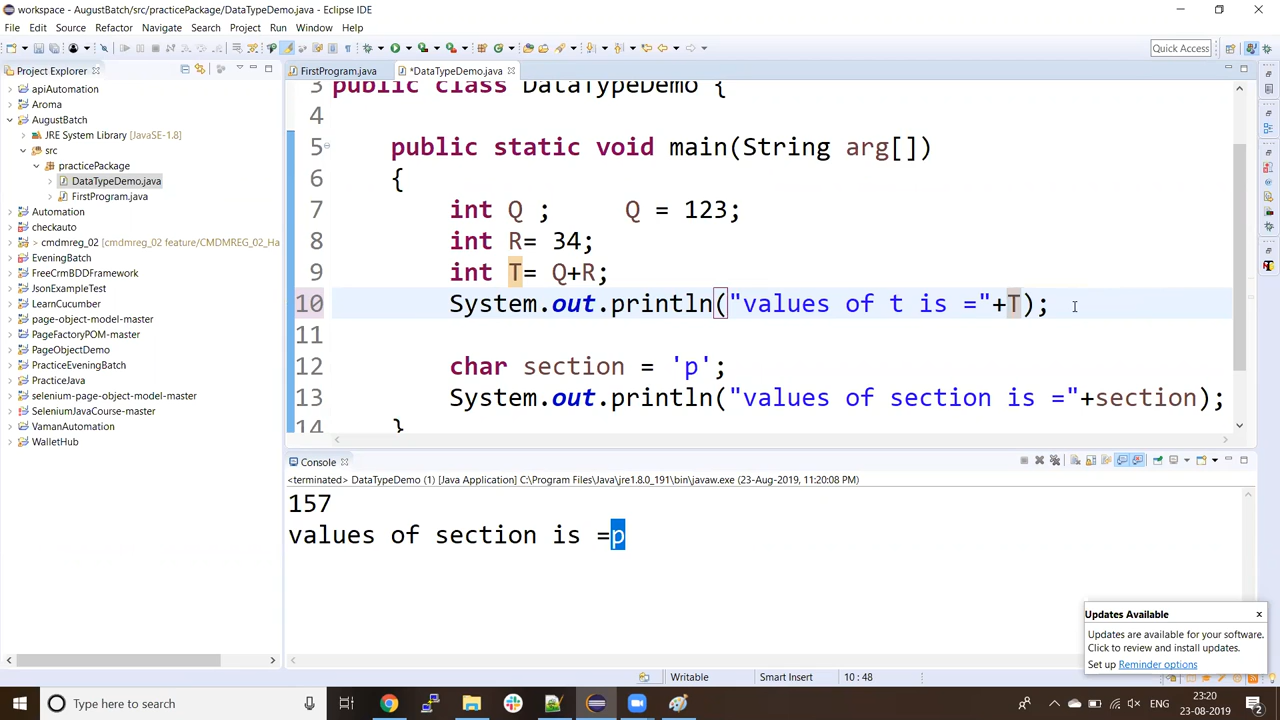 workspace - AugustBatch/src/practicePackage/DataTypeDemo.java - Eclipse IDE
File Edit Source Refactor Navigate Search Project Run Window Help
Quick Access
Project Explorer
FirstProgram.java
*DataTypeDemo.java
apiAutomation
Aroma
AugustBatch
JRE System Library [JavaSE-1.8]
src
practicePackage
DataTypeDemo.java
FirstProgram.java
Automation
checkauto
> cmdmreg_02 [cmdmreg_02 feature/CMDMREG_02_Ha
EveningBatch
FreeCrmBDDFramework
JsonExampleTest
LearnCucumber
page-object-model-master
PageFactoryPOM-master
PageObjectDemo
PracticeEveningBatch
PracticeJava
selenium-page-object-model-master
SeleniumJavaCourse-master
VamanAutomation
WalletHub
3 public class DataTypeDemo {
4
5 public static void main(String arg[])
6 {
7 int Q ; Q = 123;
8 int R= 34;
9 int T= Q+R;
10 System.out.println("values of t is ="+T);
11
12 char section = 'p';
13 System.out.println("values of section is ="+section);
14 }
Console
<terminated> DataTypeDemo (1) [Java Application] C:\Program Files\Java\jre1.8.0_191\bin\javaw.exe (23-Aug-2019, 11:20:08 PM)
157
values of section is =p
Updates Available
Updates are available for your software.
Click to review and install updates.
Set up Reminder options
Writable
Smart Insert
10 : 48
Type here to search
23:20
23-08-2019
2